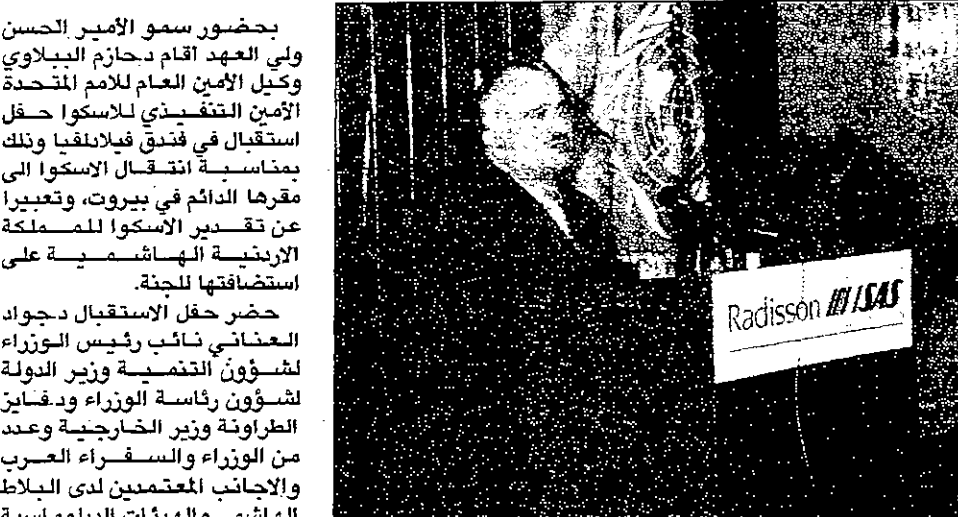 بحضور سمو الأمير الحسن
ولي العهد اقام د.حازم الببلاوي
وكيل الأمين العام للامم المتحدة
الأمين التنفيذي للاسكوا حفل
استقبال في فندق فيلادلفيا وذلك
بمناسبة انتقال الاسكوا الى
مقرها الدائم في بيروت، وتعبيرا
عن تقدير الاسكوا للمملكة
الاردنية الهاشمية على
استضافتها للجنة.
حضر حفل الاستقبال د.جواد
العناني نائب رئيس الوزراء
لشؤون التنمية وزير الدولة
لشؤون رئاسة الوزراء ود.فايز
الطراونة وزير الخارجية وعدد
من الوزراء والسفراء العرب
والاجانب المعتمدين لدى البلاط
الهاشمي والهيئات الدبلوماسية
Radisson SAS